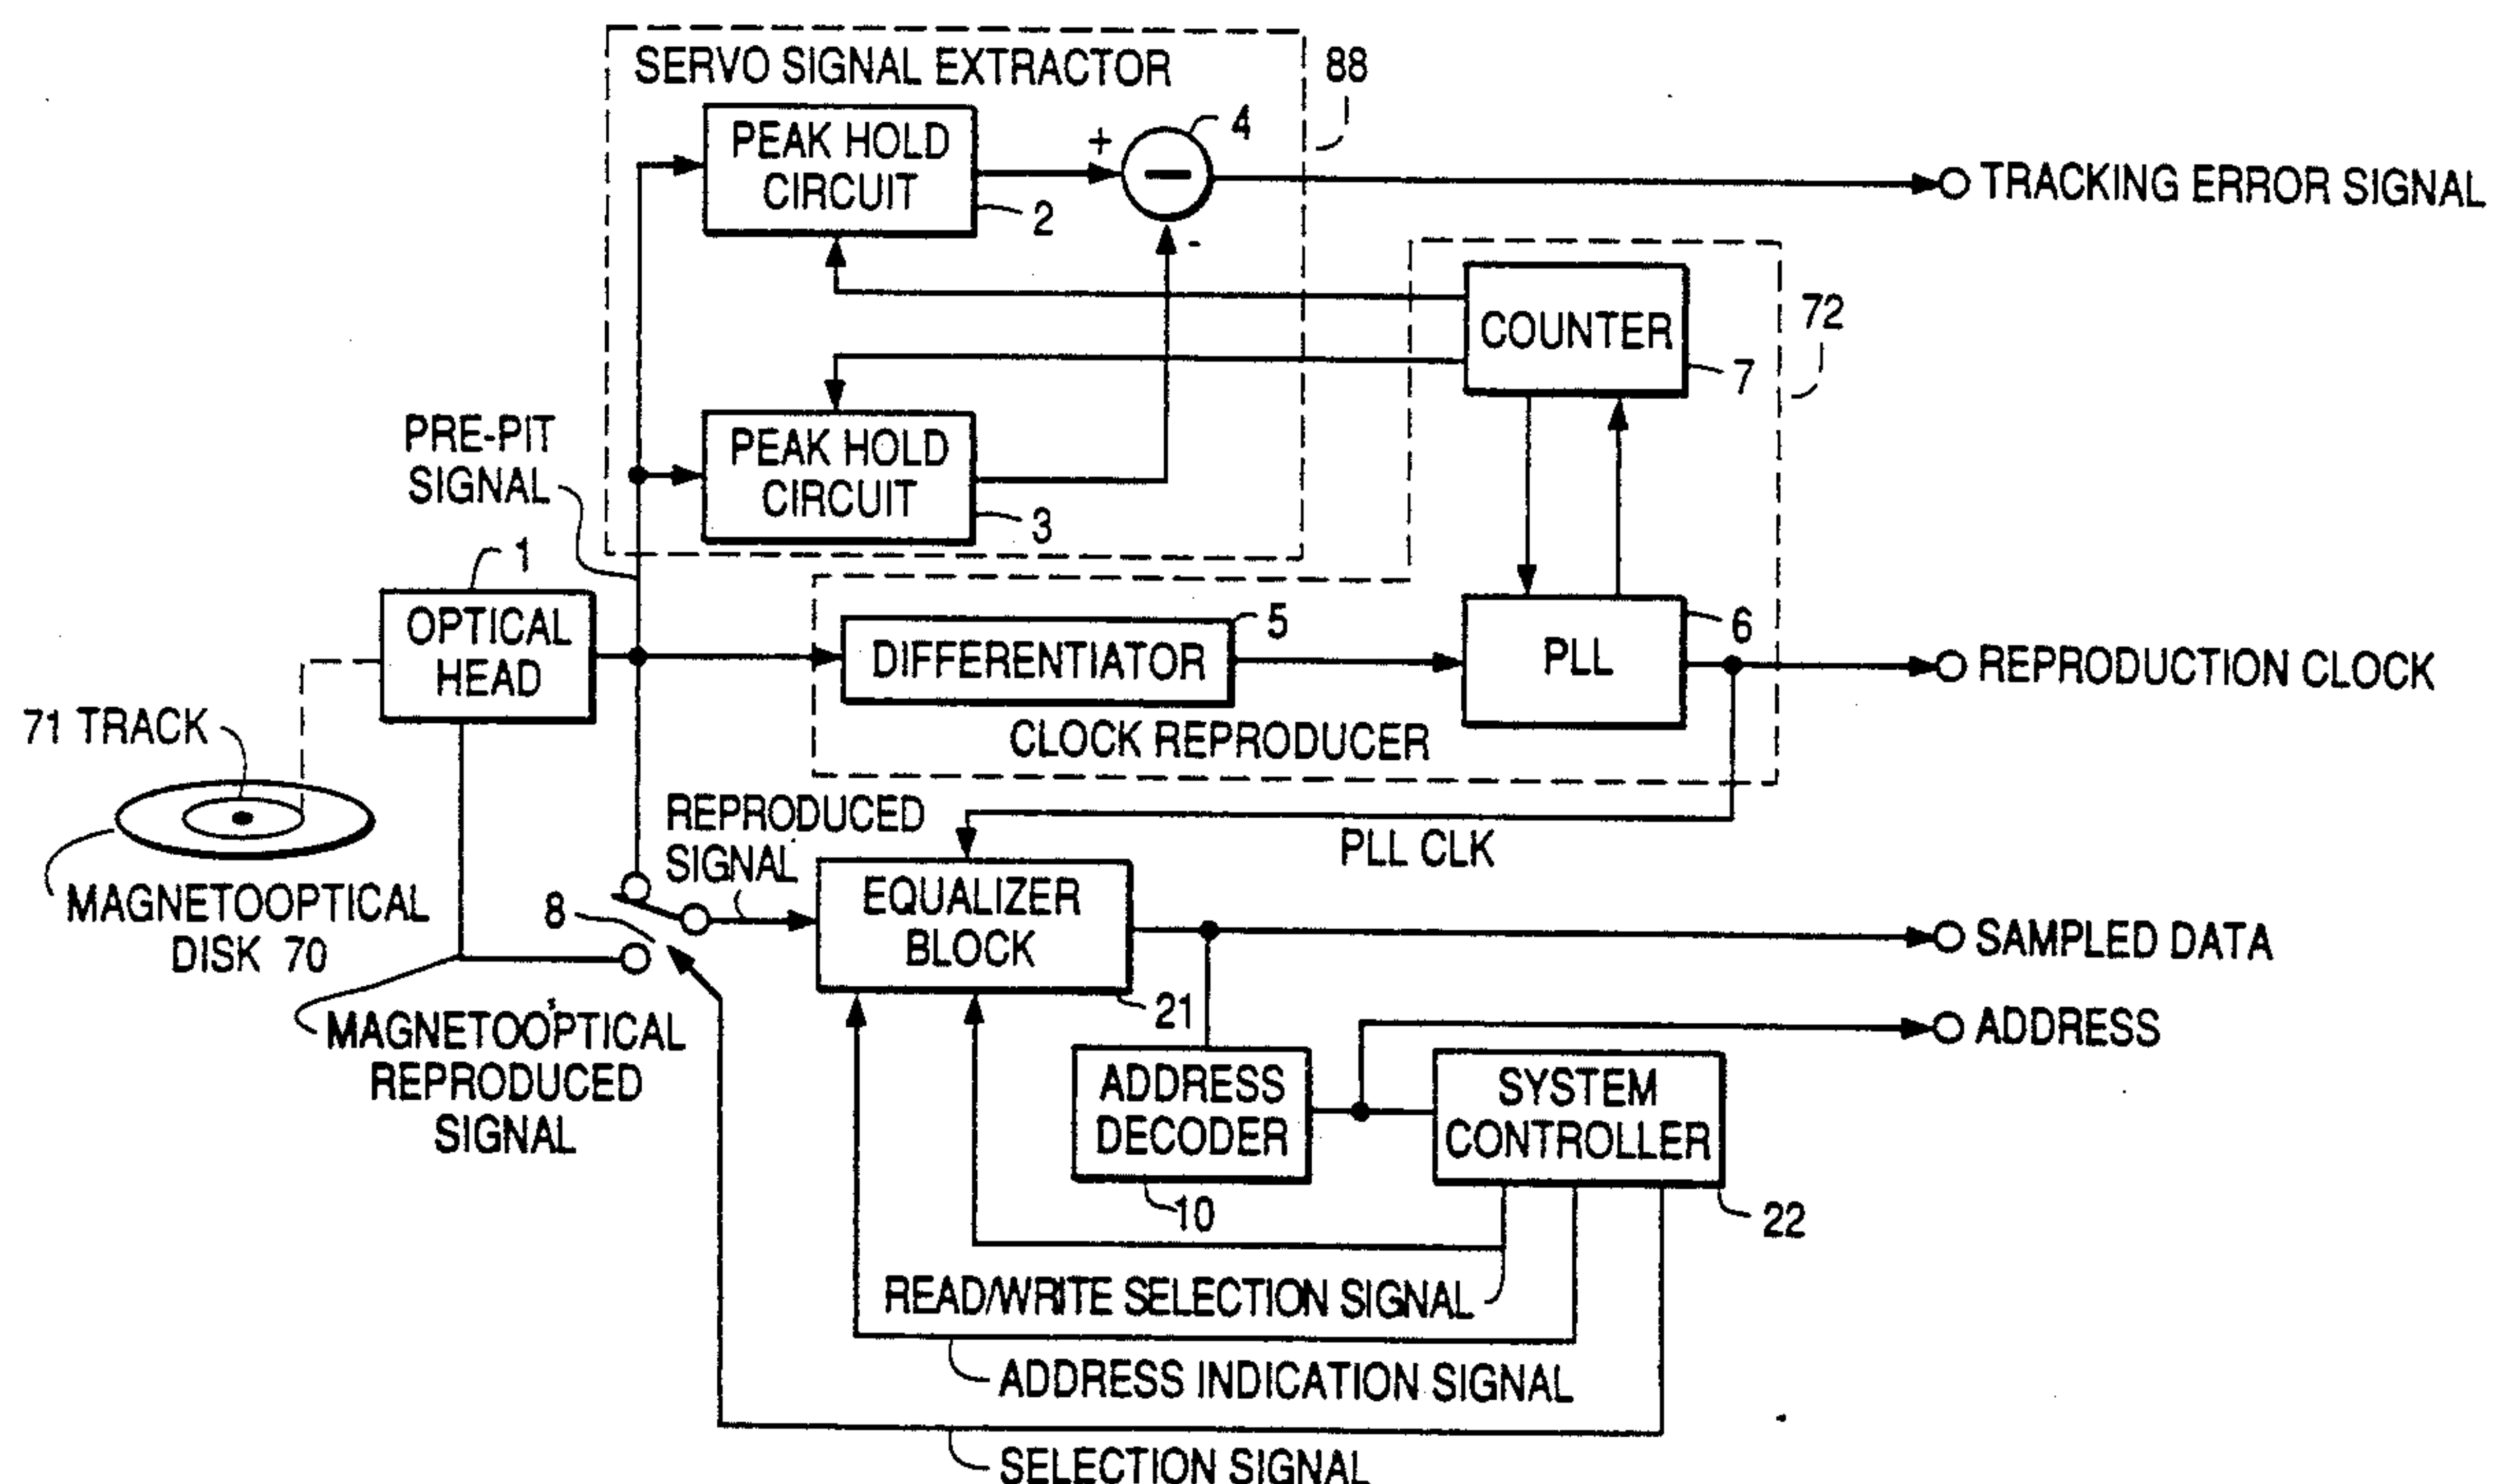 SERVO SIGNAL EXTRACTOR
88
PEAK HOLD
CIRCUIT
2
+
4
-
TRACKING ERROR SIGNAL
COUNTER
7
72
PRE-PIT
SIGNAL
PEAK HOLD
CIRCUIT
3
1
OPTICAL
HEAD
DIFFERENTIATOR
5
PLL
6
REPRODUCTION CLOCK
CLOCK REPRODUCER
71 TRACK
MAGNETOOPTICAL
DISK 70
REPRODUCED
SIGNAL
PLL CLK
8
EQUALIZER
BLOCK
21
SAMPLED DATA
MAGNETOOPTICAL
REPRODUCED
SIGNAL
ADDRESS
ADDRESS
DECODER
10
SYSTEM
CONTROLLER
22
READ/WRITE SELECTION SIGNAL
ADDRESS INDICATION SIGNAL
SELECTION SIGNAL